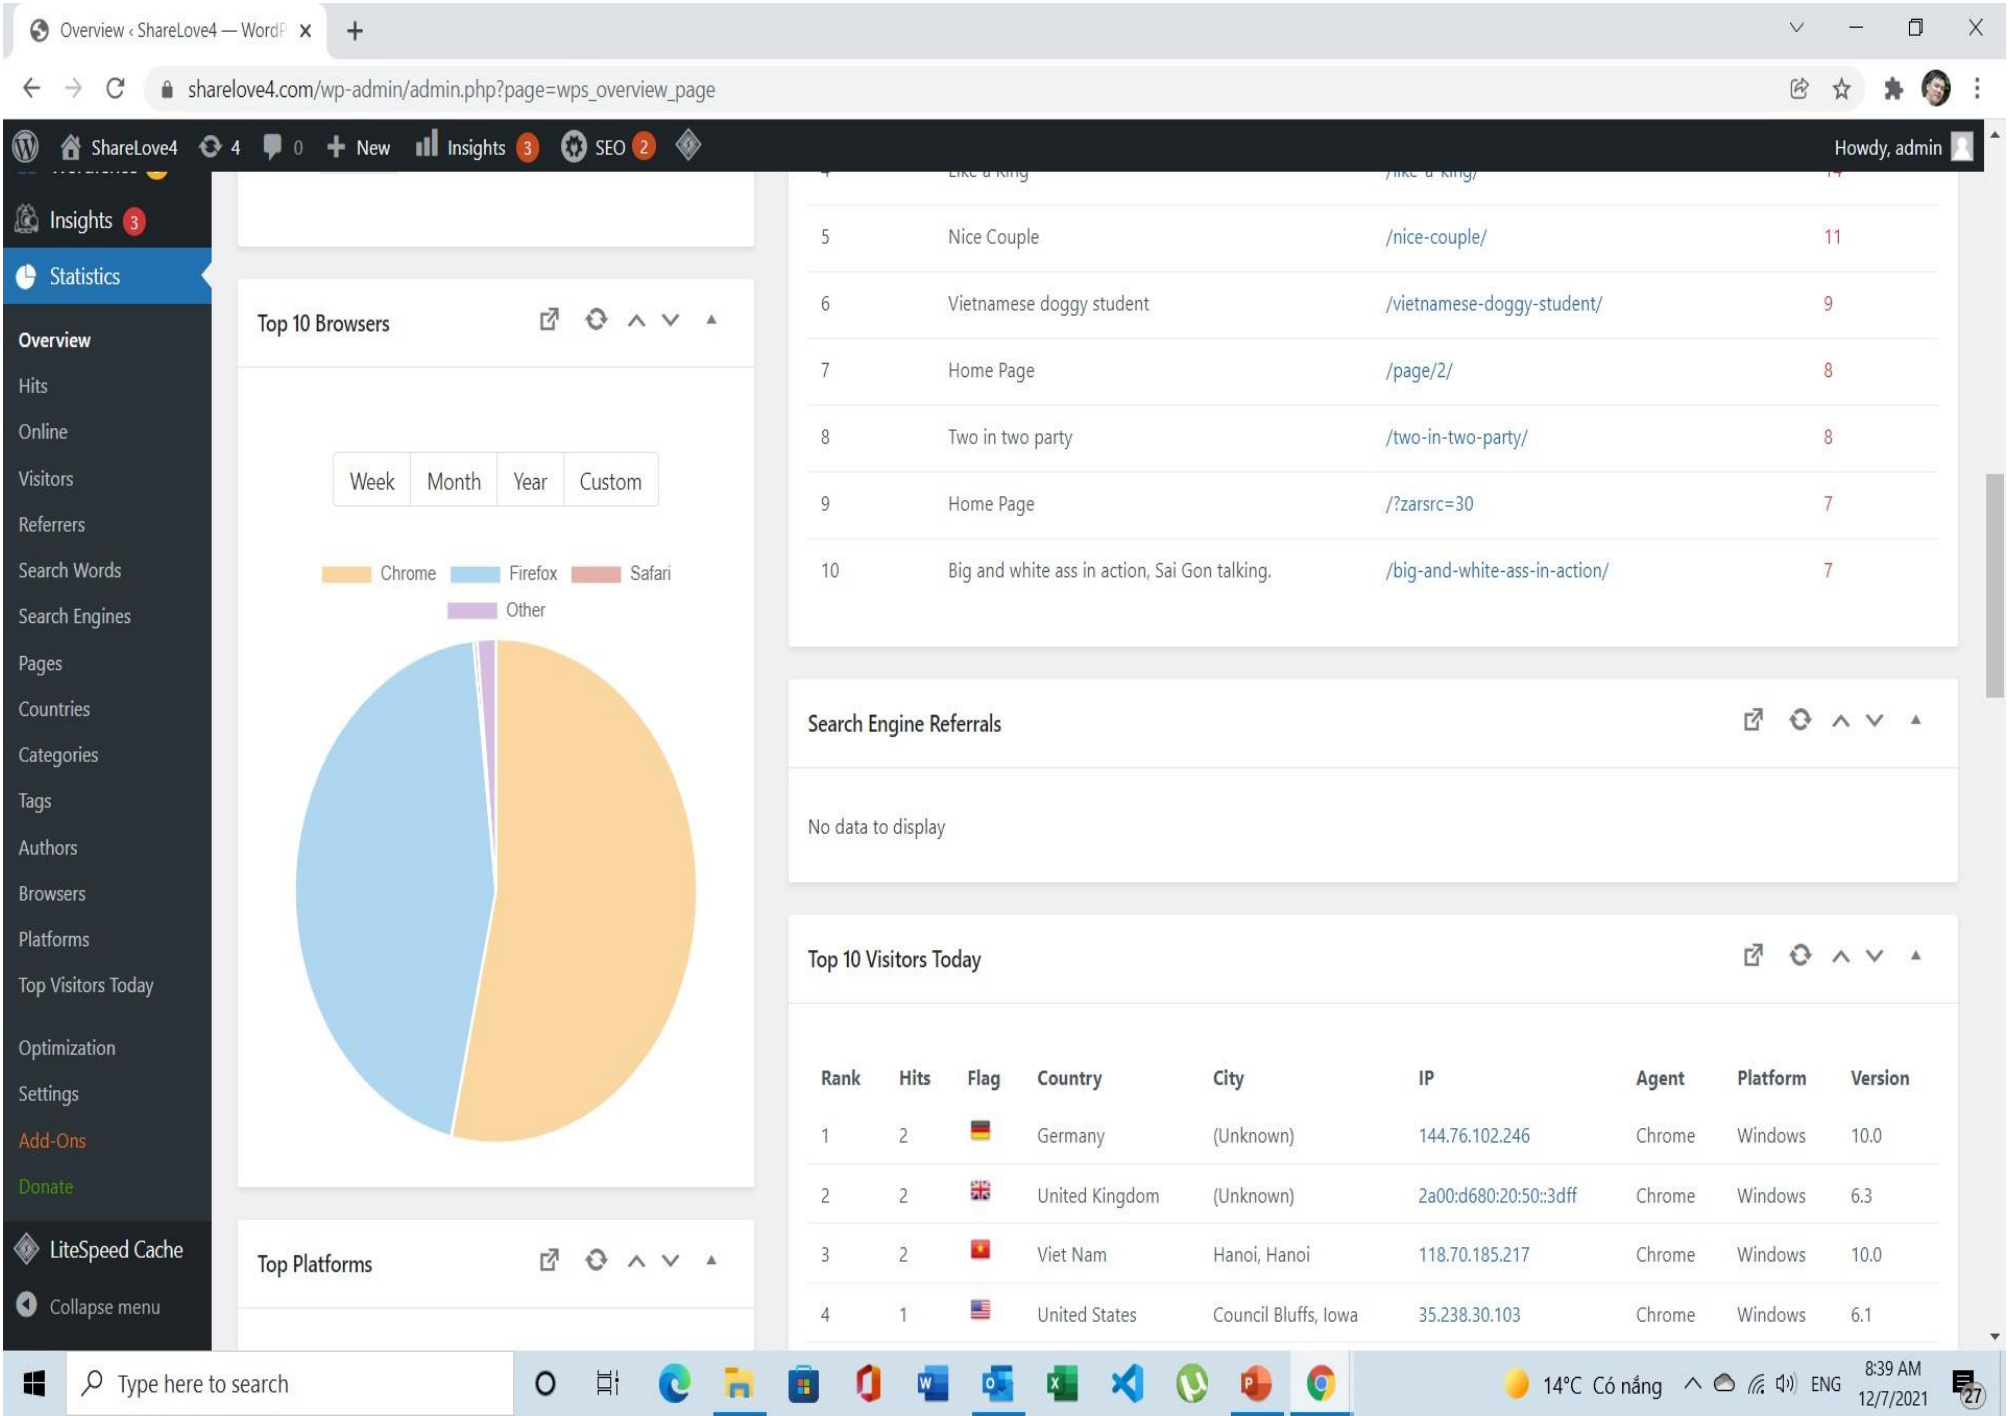 Overview ‹ ShareLove4 — WordP
sharelove4.com/wp-admin/admin.php?page=wps_overview_page
ShareLove4 4 0 New Insights 3 SEO 2 Howdy, admin
Insights 3
Statistics
Overview
Hits
Online
Visitors
Referrers
Search Words
Search Engines
Pages
Countries
Categories
Tags
Authors
Browsers
Platforms
Top Visitors Today
Optimization
Settings
Add-Ons
Donate
LiteSpeed Cache
Collapse menu
Top 10 Browsers
Week Month Year Custom
Chrome Firefox Safari
Other
Top Platforms
4 Like a King /like-a-king/ 14
5 Nice Couple /nice-couple/ 11
6 Vietnamese doggy student /vietnamese-doggy-student/ 9
7 Home Page /page/2/ 8
8 Two in two party /two-in-two-party/ 8
9 Home Page /?zarsrc=30 7
10 Big and white ass in action, Sai Gon talking. /big-and-white-ass-in-action/ 7
Search Engine Referrals
No data to display
Top 10 Visitors Today
Rank Hits Flag Country City IP Agent Platform Version
1 2 Germany (Unknown) 144.76.102.246 Chrome Windows 10.0
2 2 United Kingdom (Unknown) 2a00:d680:20:50::3dff Chrome Windows 6.3
3 2 Viet Nam Hanoi, Hanoi 118.70.185.217 Chrome Windows 10.0
4 1 United States Council Bluffs, Iowa 35.238.30.103 Chrome Windows 6.1
Type here to search
14°C Có nắng ENG
8:39 AM
12/7/2021
27